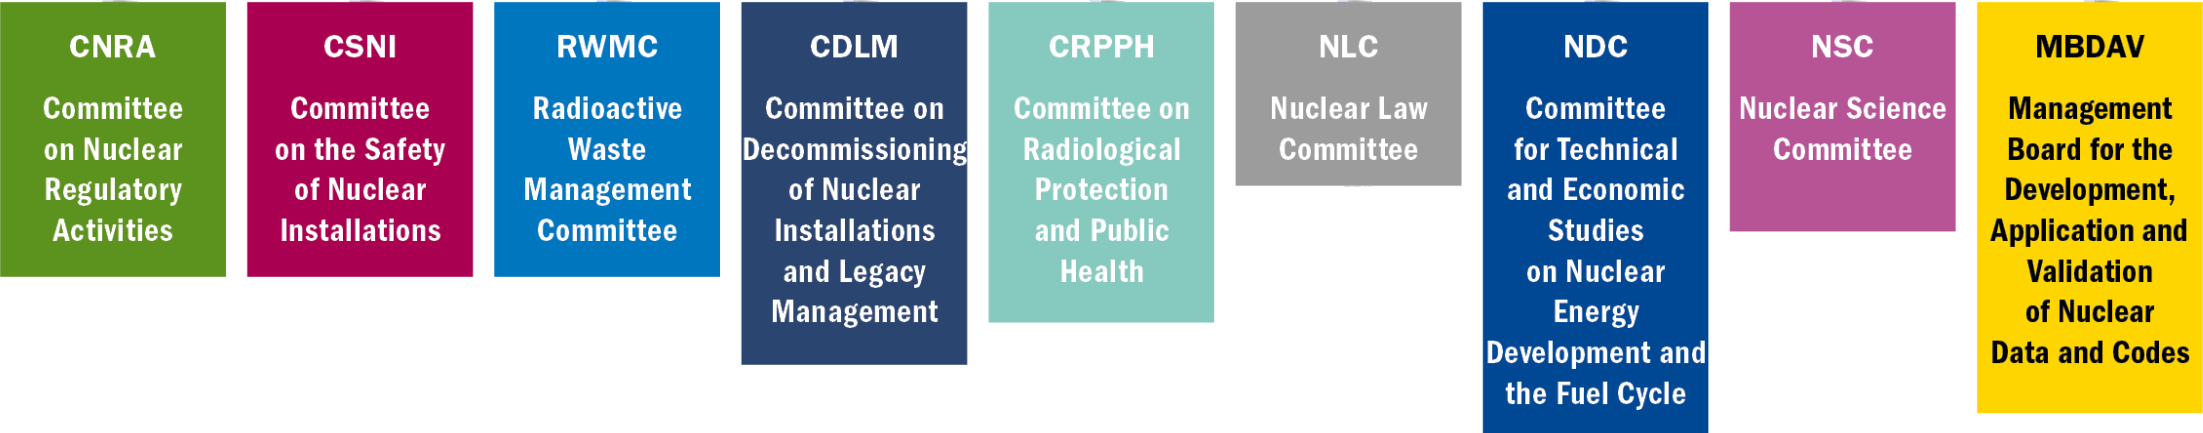 CNRA
Committee
on Nuclear
Regulatory
Activities
CSNI
Committee
on the Safety
of Nuclear
Installations
RWMC
Radioactive
Waste
Management
Committee
CDLM
Committee on
Decommissioning
of Nuclear
Installations
and Legacy
Management
CRPPH
Committee on
Radiological
Protection
and Public
Health
NLC
Nuclear Law
Committee
NDC
Committee
for Technical
and Economic
Studies
on Nuclear
Energy
Development and
the Fuel Cycle
NSC
Nuclear Science
Committee
MBDAV
Management
Board for the
Development,
Application and
Validation
of Nuclear
Data and Codes